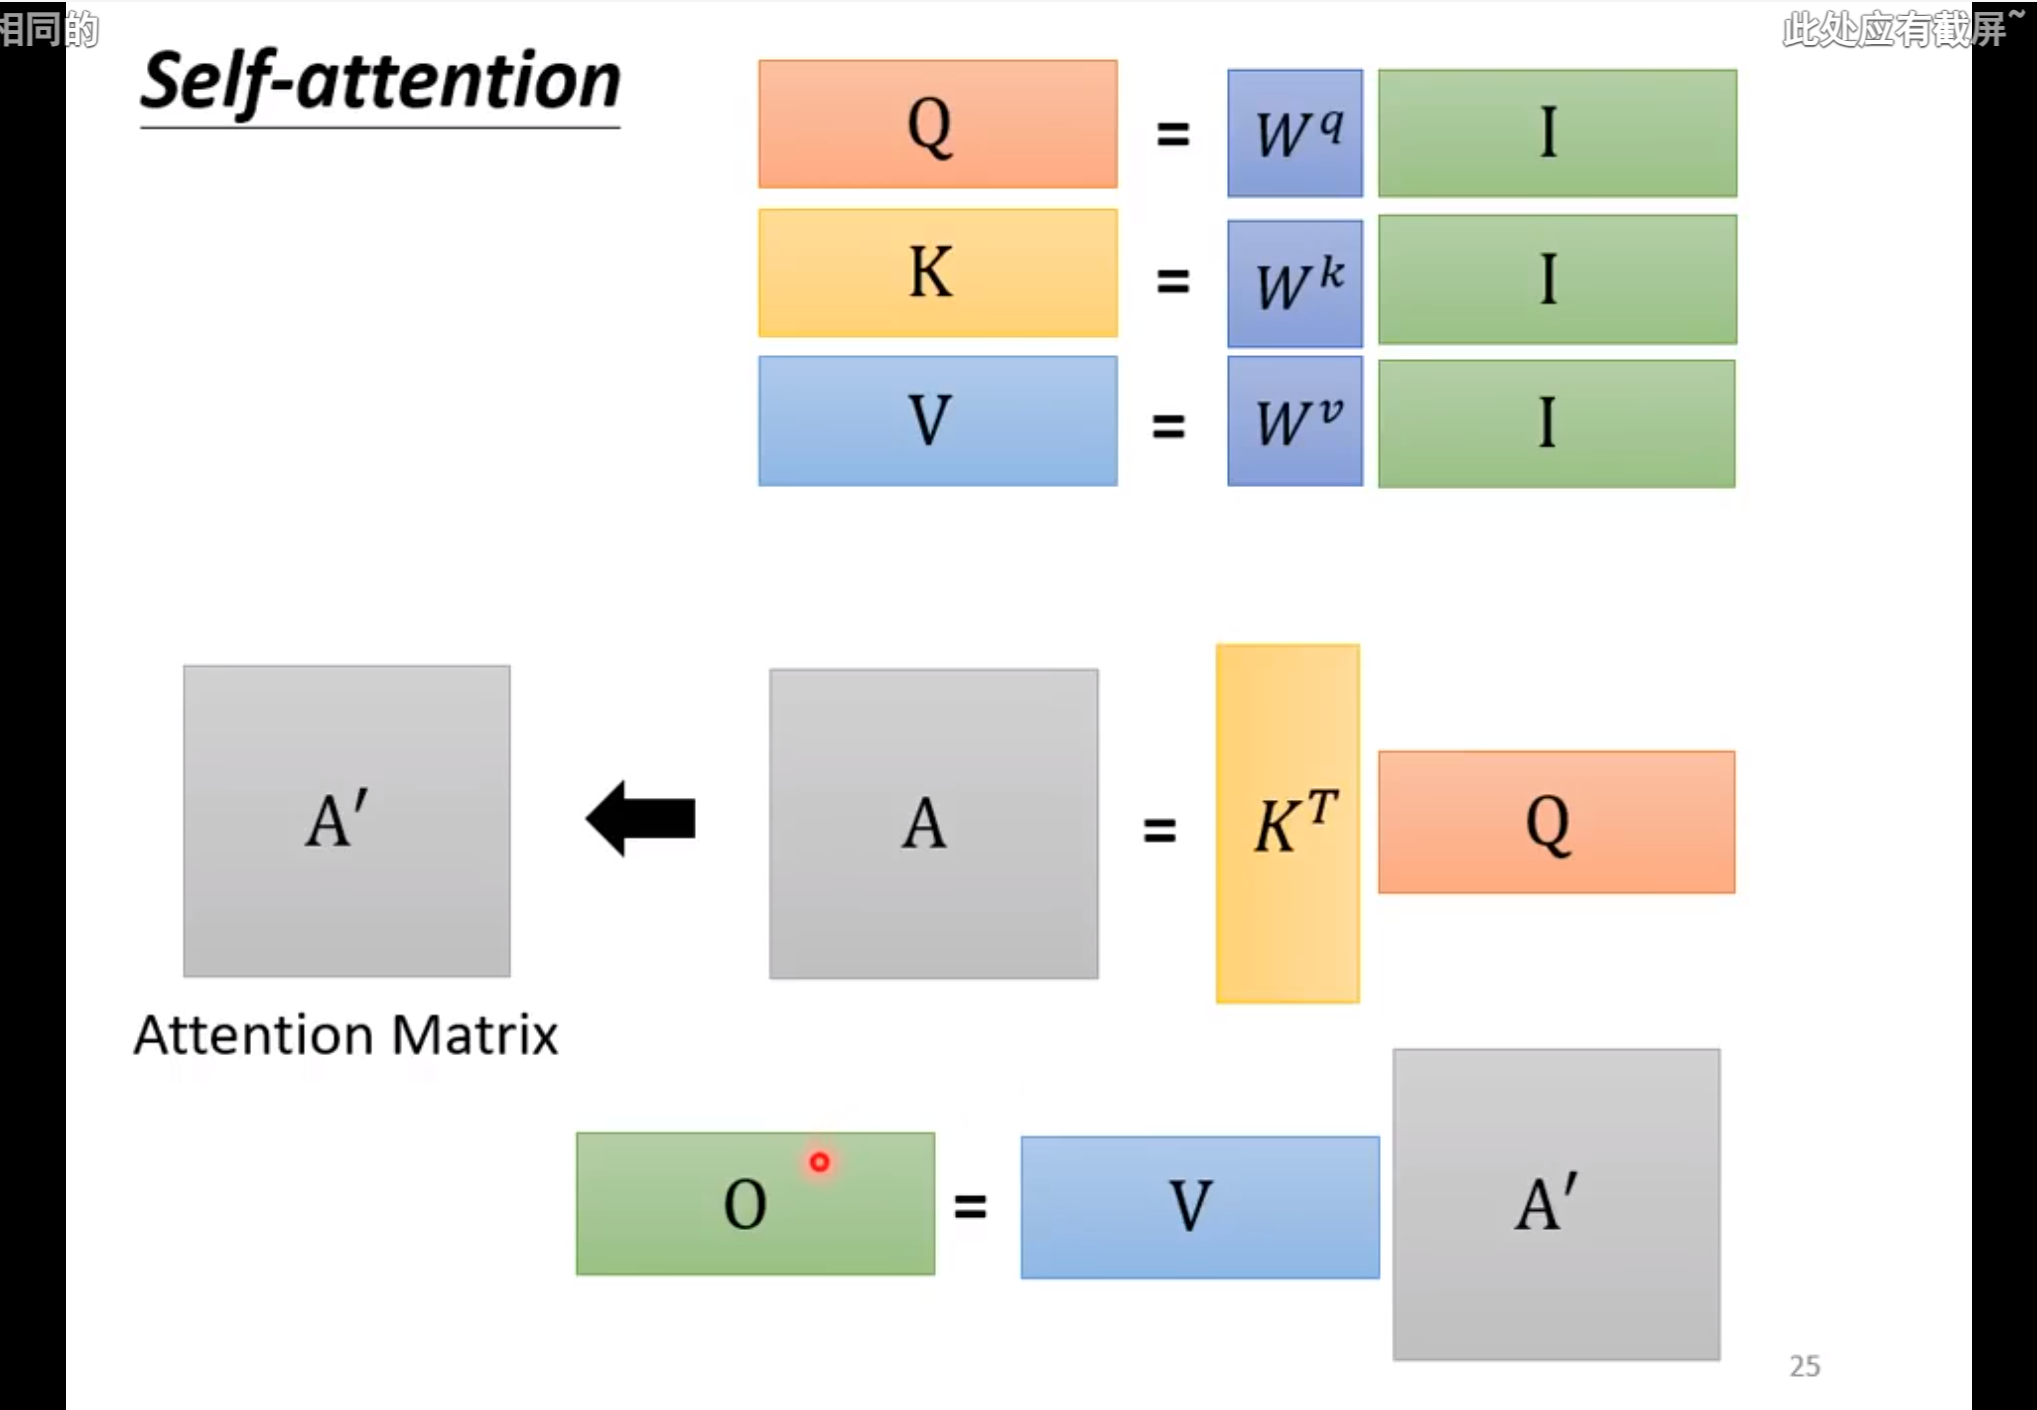 相同的
此处应有截屏~
Self-attention
Q = W^q I
K = W^k I
V = W^v I
A′ A = K^T Q
Attention Matrix
O = V A′
25